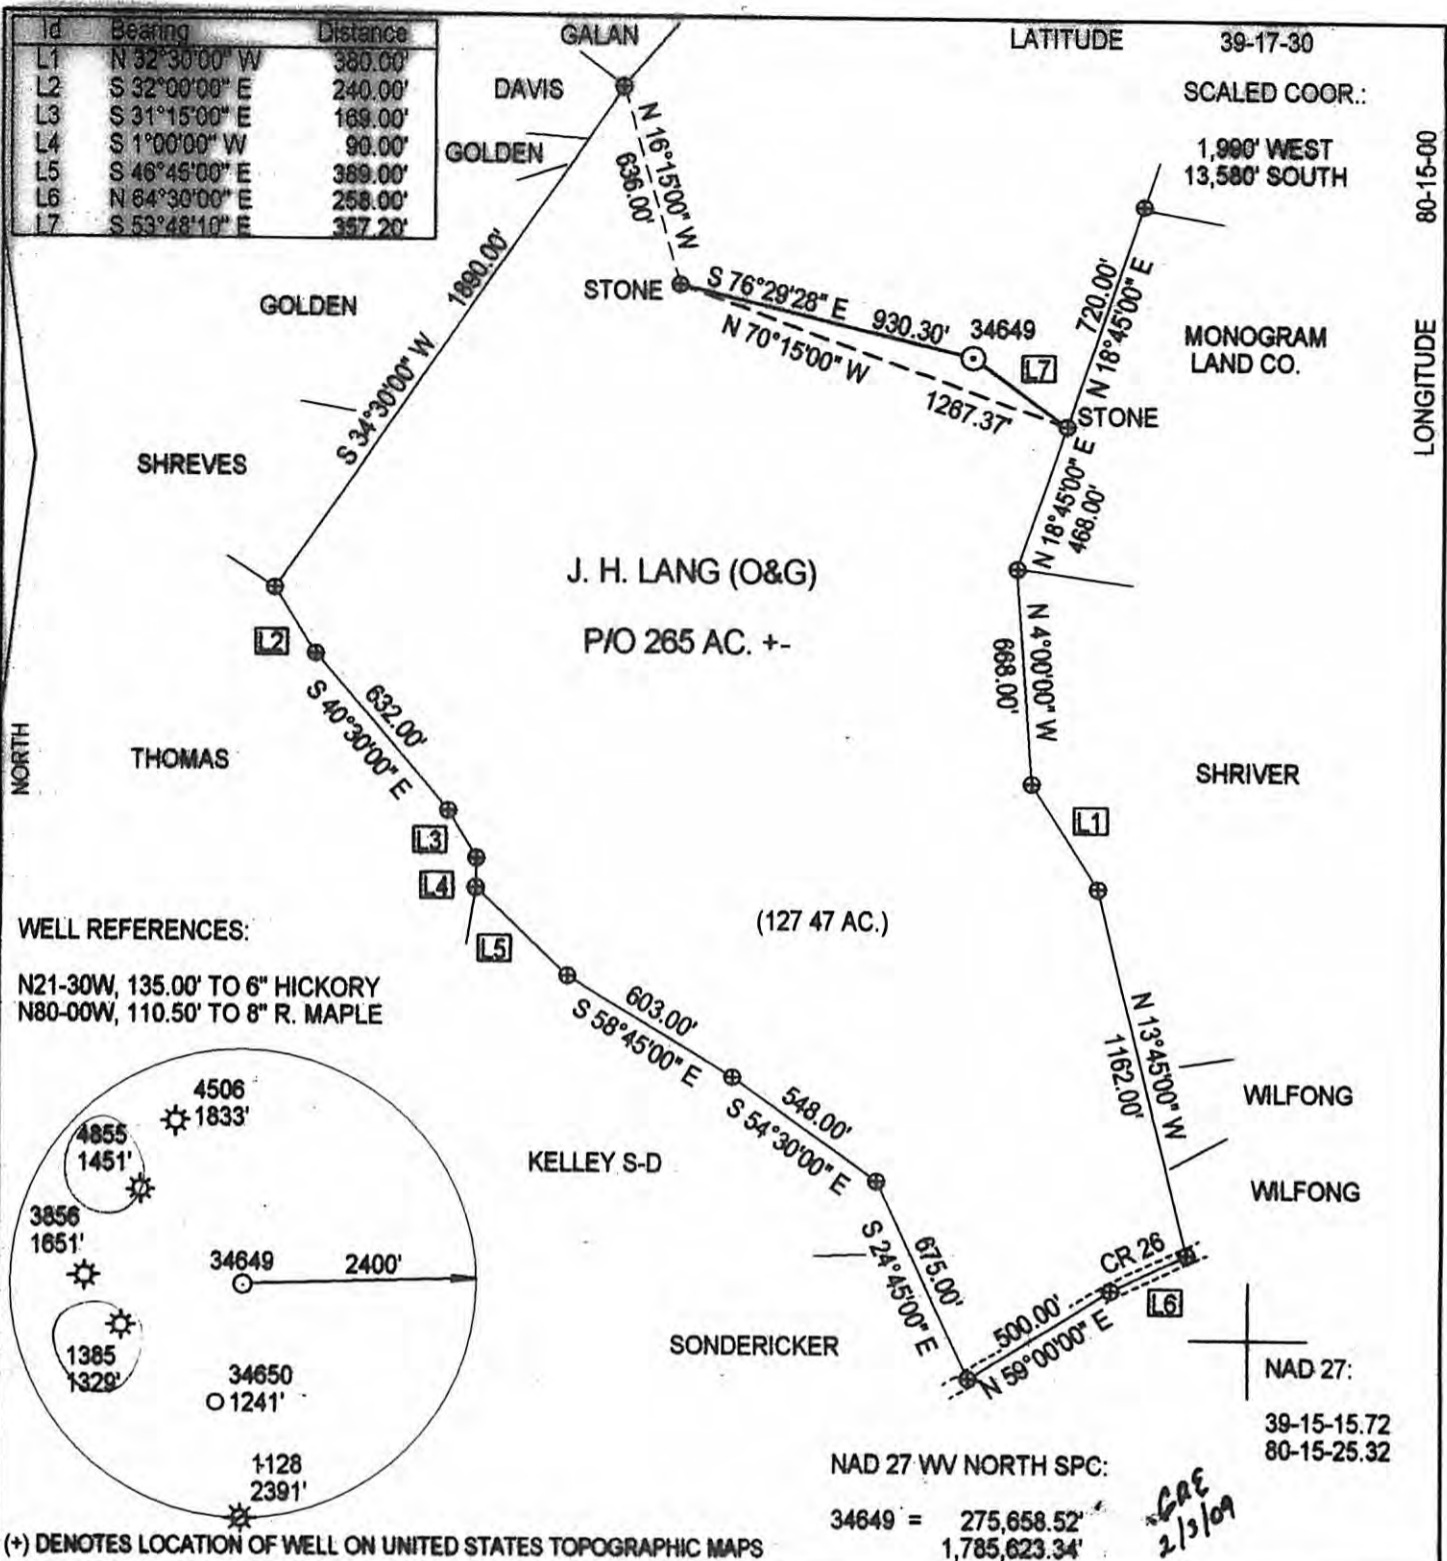 Id Bearing Distance
L1 N 32°30'00" W 380.00'
L2 S 32°00'00" E 240.00'
L3 S 31°15'00" E 169.00'
L4 S 1°00'00" W 90.00'
L5 S 46°45'00" E 389.00'
L6 N 64°30'00" E 258.00'
L7 S 53°48'10" E 357.20'
GALAN
DAVIS
GOLDEN
LATITUDE 39-17-30
SCALED COOR.:
1,990' WEST
13,580' SOUTH
80-15-00
LONGITUDE
N 16°15'00" W
636.00'
1890.00'
S 34°30'00" W
GOLDEN
STONE
S 76°29'28" E 930.30'
34649
N 70°15'00" W 1267.37'
L7
720.00'
N 18°45'00" E
MONOGRAM
LAND CO.
STONE
SHREVES
N 18°45'00" E
468.00'
J. H. LANG (O&G)
P/O 265 AC. +-
L2
632.00'
S 40°30'00" E
N 4°00'00" W
668.00'
NORTH
THOMAS
SHRIVER
L1
L3
L4
L5
(127 47 AC.)
WELL REFERENCES:
N21-30W, 135.00' TO 6" HICKORY
N80-00W, 110.50' TO 8" R. MAPLE
603.00'
S 58°45'00" E
N 13°45'00" W
1162.00'
WILFONG
548.00'
S 54°30'00" E
KELLEY S-D
WILFONG
4506
1833'
4855
1451'
3856
1651'
34649
2400'
1385
1329'
34650
1241'
1128
2391'
675.00'
S 24°45'00" E
CR 26
L6
500.00'
N 59°00'00" E
SONDERICKER
NAD 27:
39-15-15.72
80-15-25.32
NAD 27 WV NORTH SPC:
34649 = 275,658.52'
1,785,623.34'
2/3/09
(+) DENOTES LOCATION OF WELL ON UNITED STATES TOPOGRAPHIC MAPS